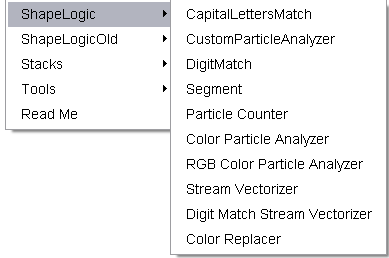 ShapeLogic
ShapeLogicOld
Stacks
Tools
Read Me
CapitalLettersMatch
CustomParticleAnalyzer
DigitMatch
Segment
Particle Counter
Color Particle Analyzer
RGB Color Particle Analyzer
Stream Vectorizer
Digit Match Stream Vectorizer
Color Replacer